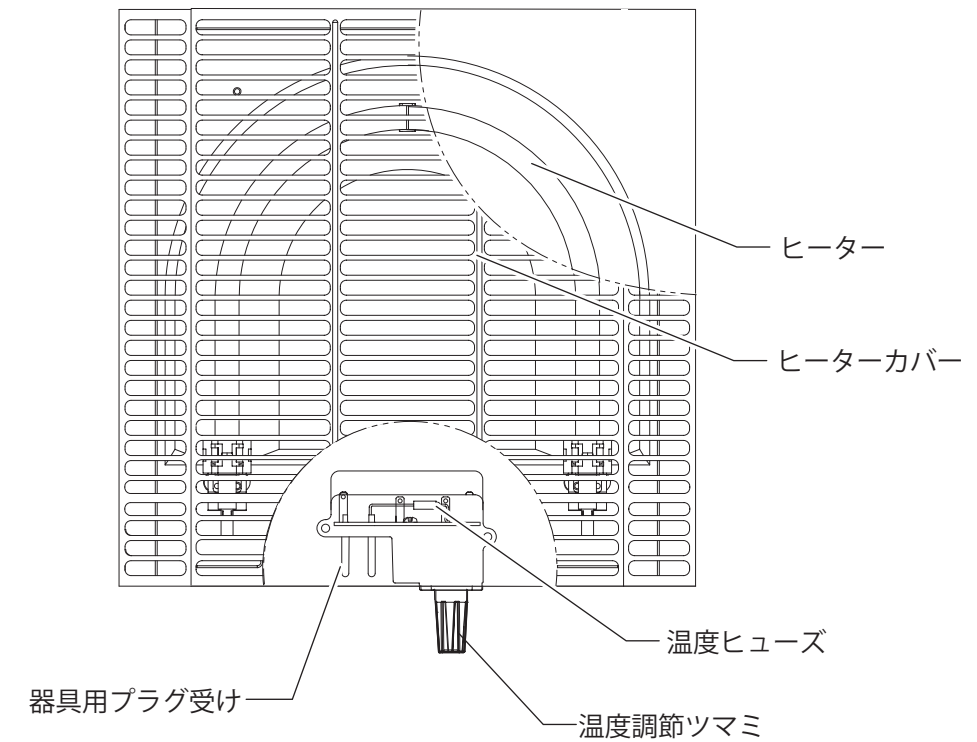 ヒーター
ヒーターカバー
温度ヒューズ
器具用プラグ受け
温度調節ツマミ